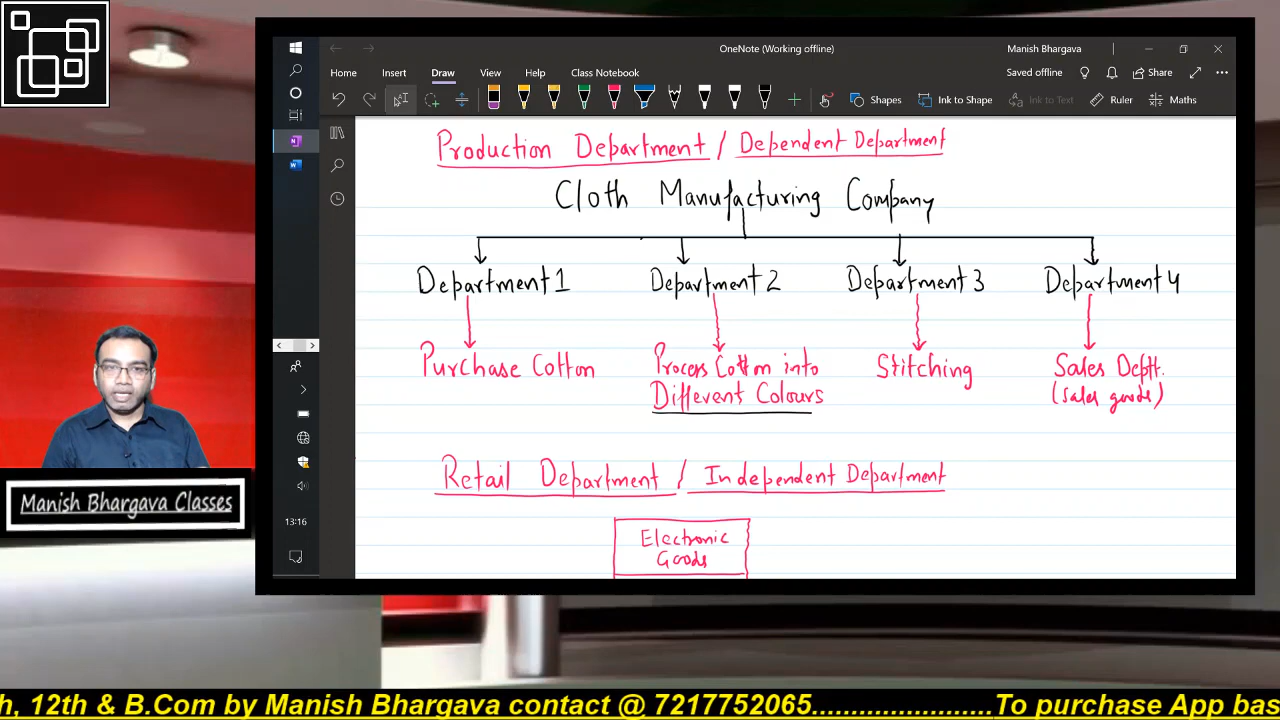 OneNote (Working offline)
Manish Bhargava
Home Insert Draw View Help Class Notebook
Saved offline
Share
Shapes
Ink to Shape
Ink to Text
Ruler
Maths
Production Department / Dependent Department
Cloth Manufacturing Company
Department 1 Department 2 Department 3 Department 4
Purchase Cotton
Process Cotton into
Different Colours
Stitching
Sales Deptt.
(Sales goods)
Retail Department / Independent Department
Electronic
Goods
13:16
Manish Bhargava Classes
h, 12th & B.Com by Manish Bhargava contact @ 7217752065......................To purchase App bas